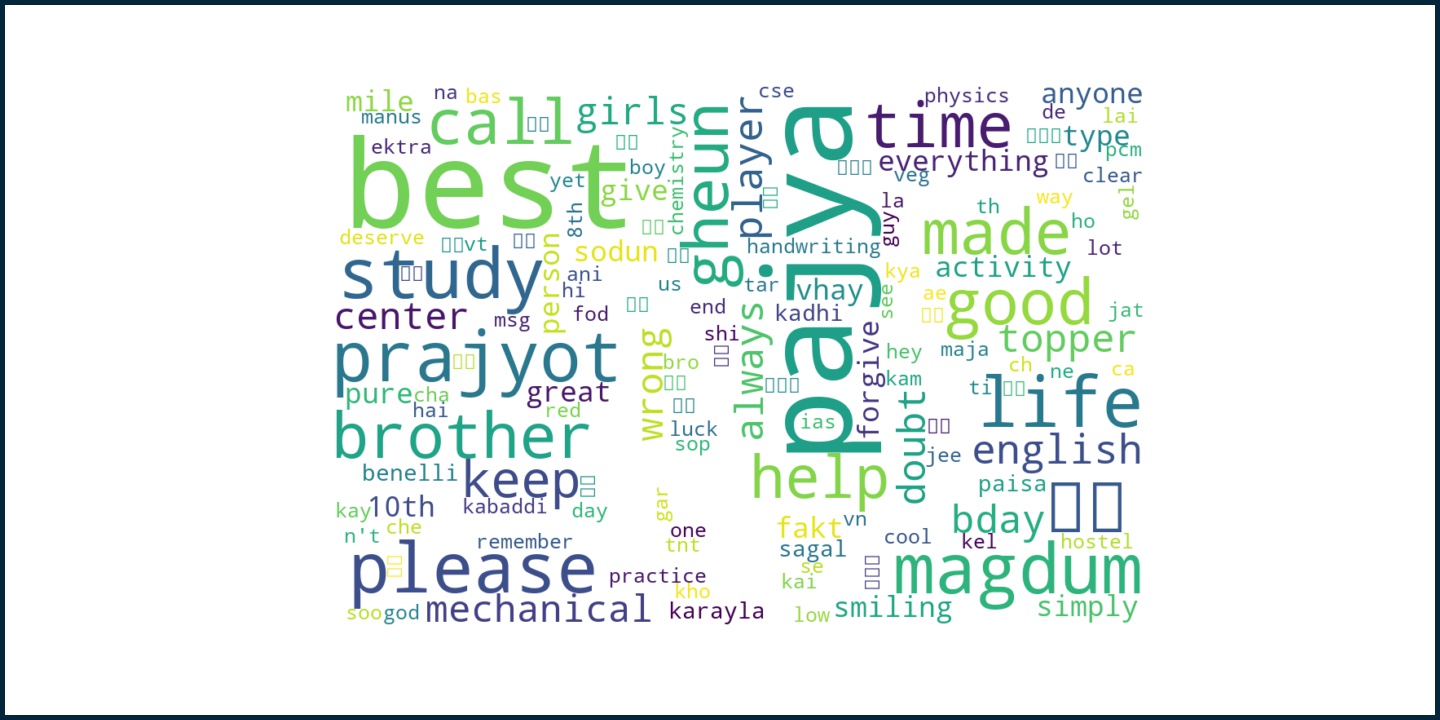 mile
na
bas
manus
call
girls
ektra
best
boy
yet
give
chemistry
8th
gheun
player
cse
pajya
time
physics
anyone
de
lai
type
pcm
everything
veg
clear
gel
way
la
guy
th
ho
made
lot
deserve
vt
sodun
handwriting
study
person
ani
hi
us
tar
vhay
kya
activity
see
ae
good
jat
center
msg
fod
end
kadhi
shi
always
topper
prajyot
wrong
bro
forgive
hey
maja
ch
ne
ca
kam
ti
life
pure
cha
great
hai
red
luck
sop
ias
doubt
brother
jee
english
help
benelli
keep
paisa
kay
10th
kabaddi
day
gar
n't
che
remember
one
tnt
fakt
vn
cool
bday
kel
hostel
sagal
please
practice
se
kai
kho
magdum
soo
god
mechanical
karayla
low
smiling
simply